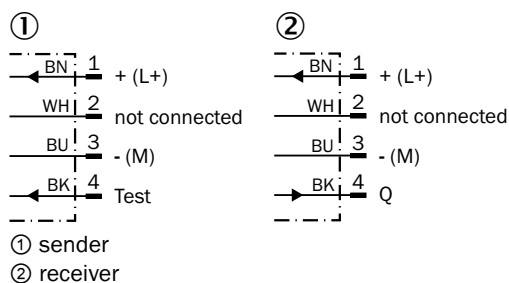 ① ②
BN 1 + (L+) BN 1 + (L+)
WH 2 not connected WH 2 not connected
BU 3 - (M) BU 3 - (M)
BK 4 Test BK 4 Q
① sender
② receiver